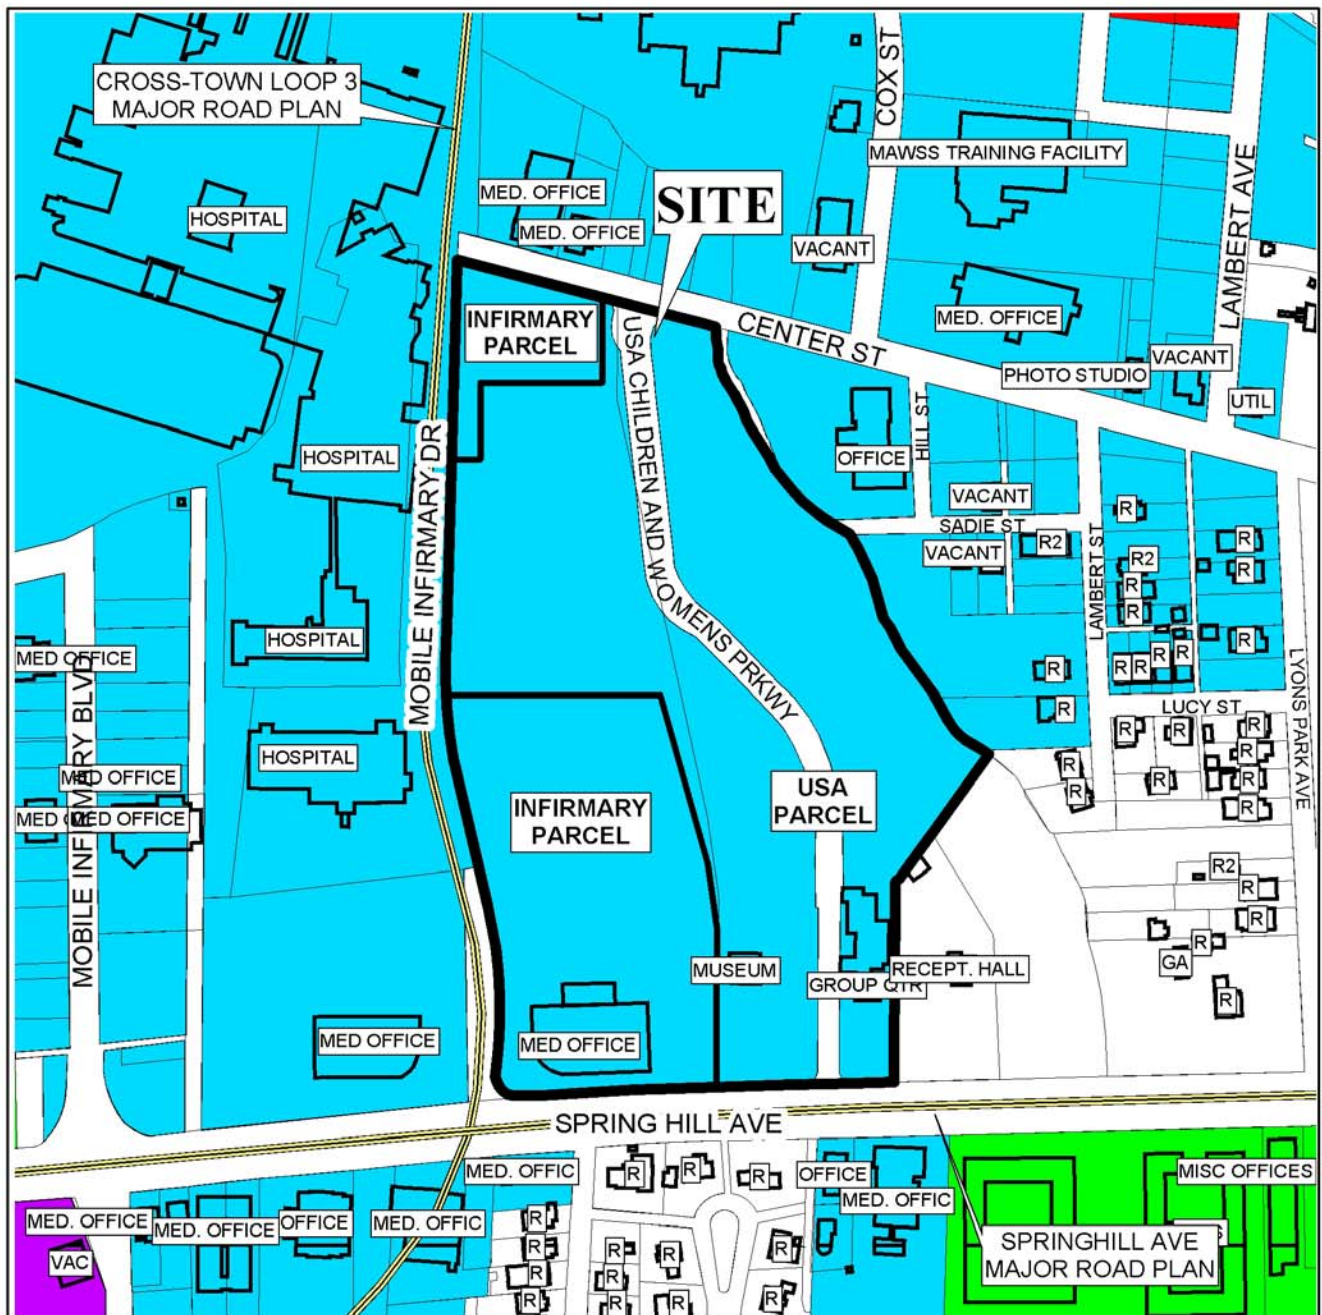 CROSS-TOWN LOOP 3
MAJOR ROAD PLAN
COX ST
MAWSS TRAINING FACILITY
LAMBERT AVE
MED. OFFICE
HOSPITAL
SITE
MED. OFFICE
VACANT
INFIRMARY
PARCEL
CENTER ST
MED. OFFICE
VACANT
PHOTO STUDIO
UTIL
USA CHILDREN AND WOMENS PRKWY
HILL ST
HOSPITAL
OFFICE
MOBILE INFIRMARY DR
VACANT
R
SADIE ST
R2
R
VACANT
R2
R
R
R
LAMBERT ST
HOSPITAL
R
MED OFFICE
R
R
R
R
R
LYONS PARK AVE
MOBILE INFIRMARY BLVD
R
LUCY ST
R
R
R
R
HOSPITAL
R
R
R
R
MED OFFICE
USA
PARCEL
R
INFIRMARY
PARCEL
R
MED OFFICE
R2
R
R
R
MUSEUM
RECEPT. HALL
GA
GROUP QTR
R
MED OFFICE
MED OFFICE
SPRING HILL AVE
MED. OFFIC
R
R
R
OFFICE
MISC OFFICES
MED. OFFIC
MED. OFFICE
MED. OFFICE
OFFICE
MED. OFFIC
R
R
R
R
R
SPRINGHILL AVE
MAJOR ROAD PLAN
VAC
R
R
R
R
R
R
R